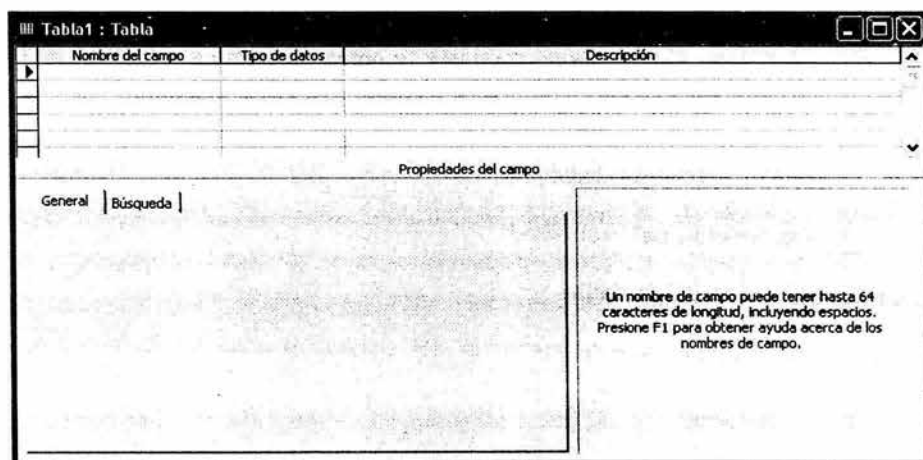 Tabla1 : Tabla
Nombre del campo Tipo de datos Descripción
Propiedades del campo
General Búsqueda
Un nombre de campo puede tener hasta 64
caracteres de longitud, incluyendo espacios.
Presione F1 para obtener ayuda acerca de los
nombres de campo.